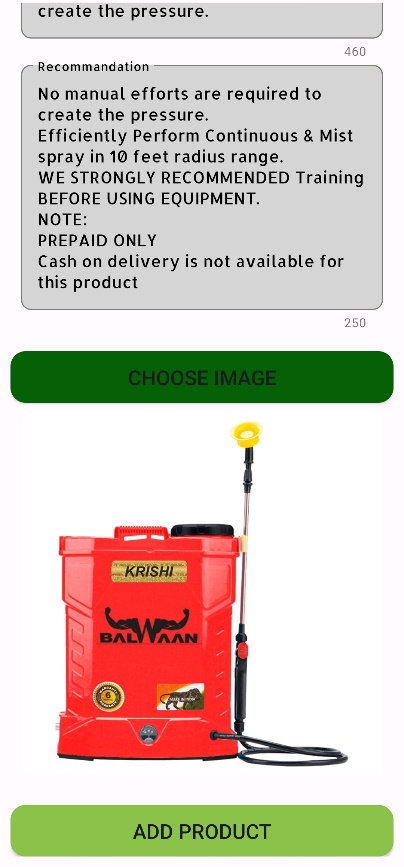 create the pressure.
460
Recommandation
No manual efforts are required to
create the pressure.
Efficiently Perform Continuous & Mist
spray in 10 feet radius range.
WE STRONGLY RECOMMENDED Training
BEFORE USING EQUIPMENT.
NOTE:
PREPAID ONLY
Cash on delivery is not available for
this product
250
CHOOSE IMAGE
KRISHI
BALWAAN
6
ADD PRODUCT